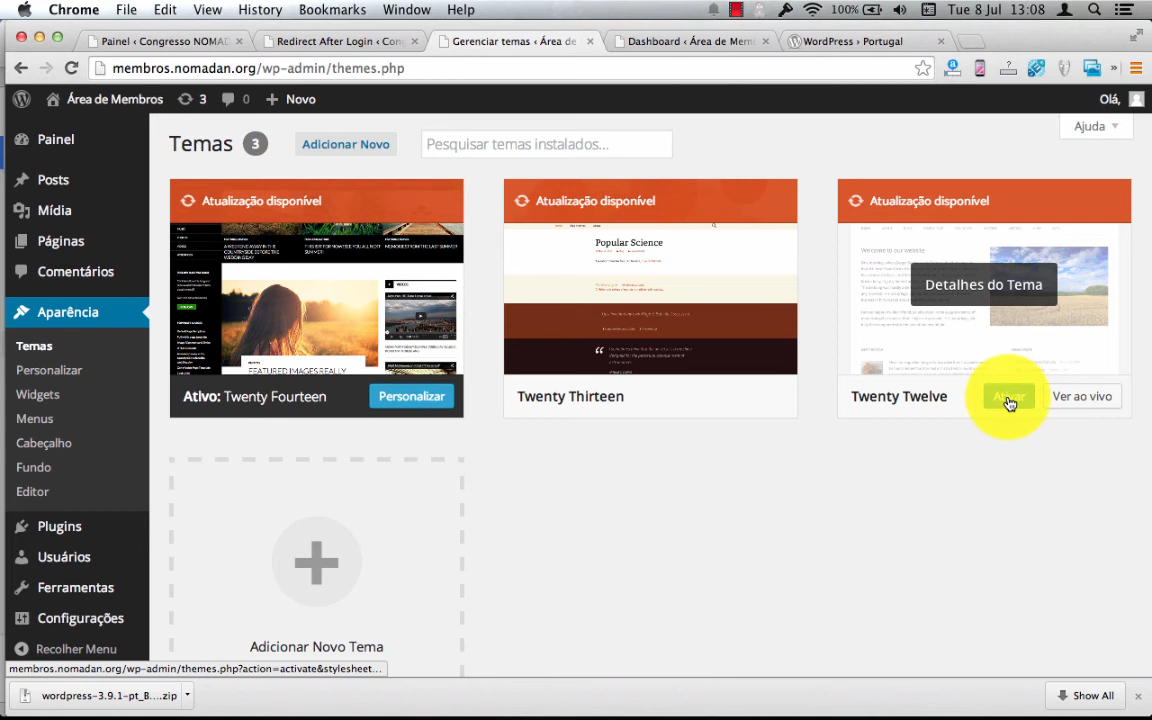 Chrome File Edit View History Bookmarks Window Help 100% Tue 8 Jul 13:08
Painel ‹ Congresso NOMAD
Redirect After Login ‹ Con
Gerenciar temas ‹ Área de
Dashboard ‹ Área de Mem
WordPress › Portugal
membros.nomadan.org/wp-admin/themes.php
Área de Membros 3 0 + Novo Olá,
Painel
Posts
Mídia
Páginas
Comentários
Aparência
Temas
Personalizar
Widgets
Menus
Cabeçalho
Fundo
Editor
Plugins
Usuários
Ferramentas
Configurações
Recolher Menu
Ajuda
Temas 3 Adicionar Novo Pesquisar temas instalados...
Atualização disponível
FEATURED IMAGES REALLY
Ativo: Twenty Fourteen Personalizar
Atualização disponível
Popular Science
Twenty Thirteen
Atualização disponível
Welcome to our website
Detalhes do Tema
Twenty Twelve Ativar Ver ao vivo
Adicionar Novo Tema
membros.nomadan.org/wp-admin/themes.php?action=activate&stylesheet...
wordpress-3.9.1-pt_B....zip Show All